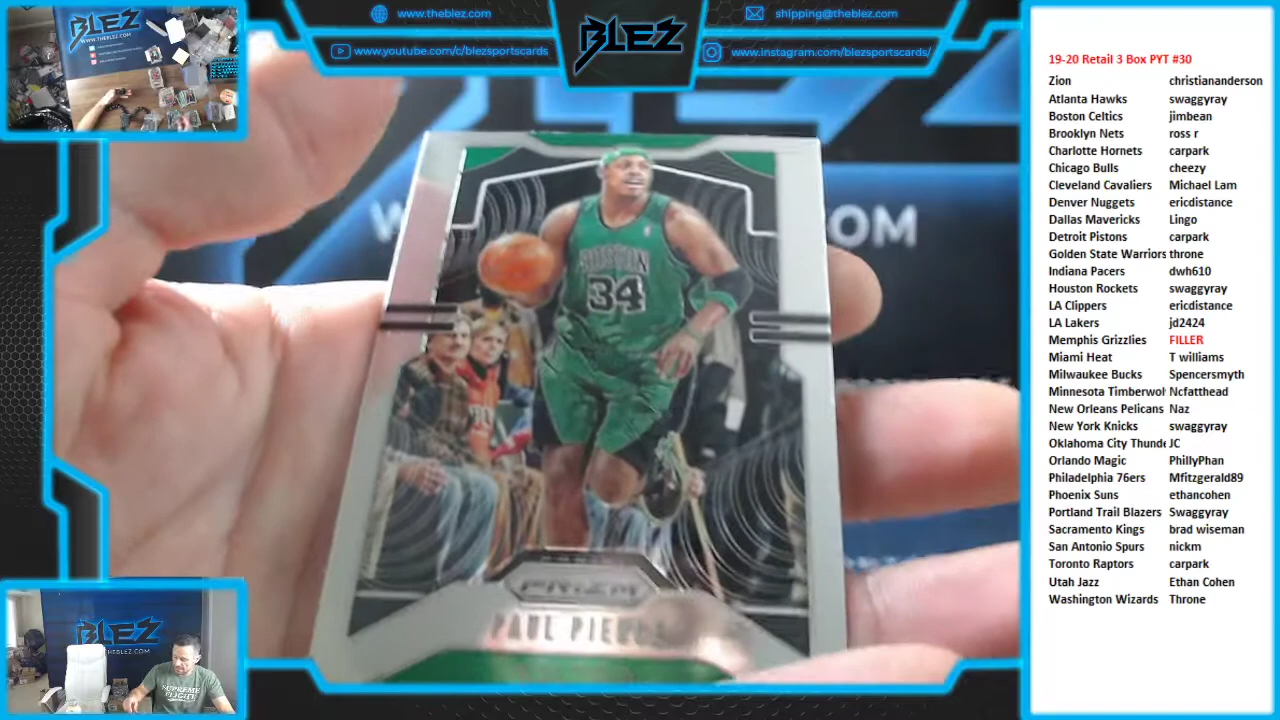 BLEZ
www.theblez.com
www.youtube.com/c/blezsportscards
BLEZ
shipping@theblez.com
www.instagram.com/blezsportscards/
BOSTON
34
PRIZM
PAUL PIERCE
BLEZ
SUPREME
19-20 Retail 3 Box PYT #30
Zion christiananderson
Atlanta Hawks swaggyray
Boston Celtics jimbean
Brooklyn Nets ross r
Charlotte Hornets carpark
Chicago Bulls cheezy
Cleveland Cavaliers Michael Lam
Denver Nuggets ericdistance
Dallas Mavericks Lingo
Detroit Pistons carpark
Golden State Warriors throne
Indiana Pacers dwh610
Houston Rockets swaggyray
LA Clippers ericdistance
LA Lakers jd2424
Memphis Grizzlies FILLER
Miami Heat T williams
Milwaukee Bucks Spencersmyth
Minnesota Timberwol Ncfatthead
New Orleans Pelicans Naz
New York Knicks swaggyray
Oklahoma City Thunde JC
Orlando Magic PhillyPhan
Philadelphia 76ers Mfitzgerald89
Phoenix Suns ethancohen
Portland Trail Blazers Swaggyray
Sacramento Kings brad wiseman
San Antonio Spurs nickm
Toronto Raptors carpark
Utah Jazz Ethan Cohen
Washington Wizards Throne